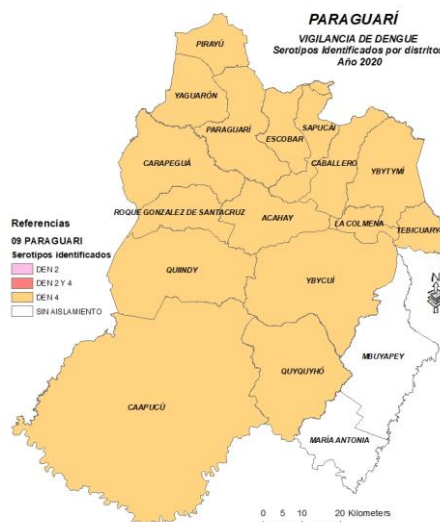 PARAGUARÍ
VIGILANCIA DE DENGUE
Serotipos Identificados por distritos
Año 2020
PIRAYÚ
YAGUARÓN
PARAGUARÍ
ESCOBAR
SAPUCAI
CABALLERO
YBYTYMÍ
CARAPEGUÁ
ROQUE GONZALEZ DE SANTACRUZ
ACAHAY
LA COLMENA
TEBICUARY
QUIINDY
YBYCUÍ
MBUYAPEY
QUYQUYHÓ
CAAPUCÚ
MARÍA ANTONIA
Referencias
09 PARAGUARI
Serotipos identificados
DEN 2
DEN 2 Y 4
DEN 4
SIN AISLAMIENTO
N
0 5 10 20 Kilometers